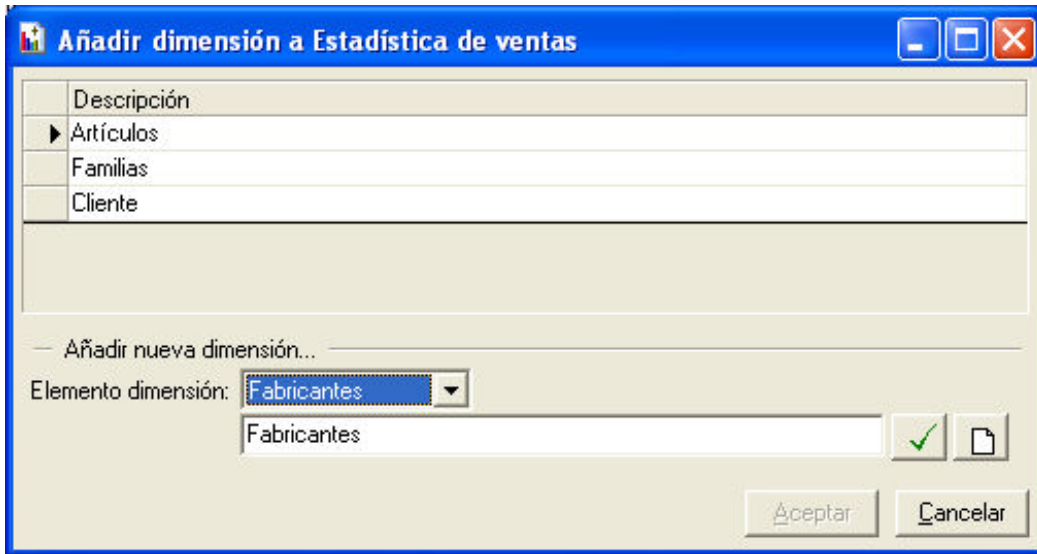 Añadir dimensión a Estadística de ventas
Descripción
Artículos
Familias
Cliente
Añadir nueva dimensión...
Elemento dimensión: Fabricantes
Fabricantes
Aceptar Cancelar